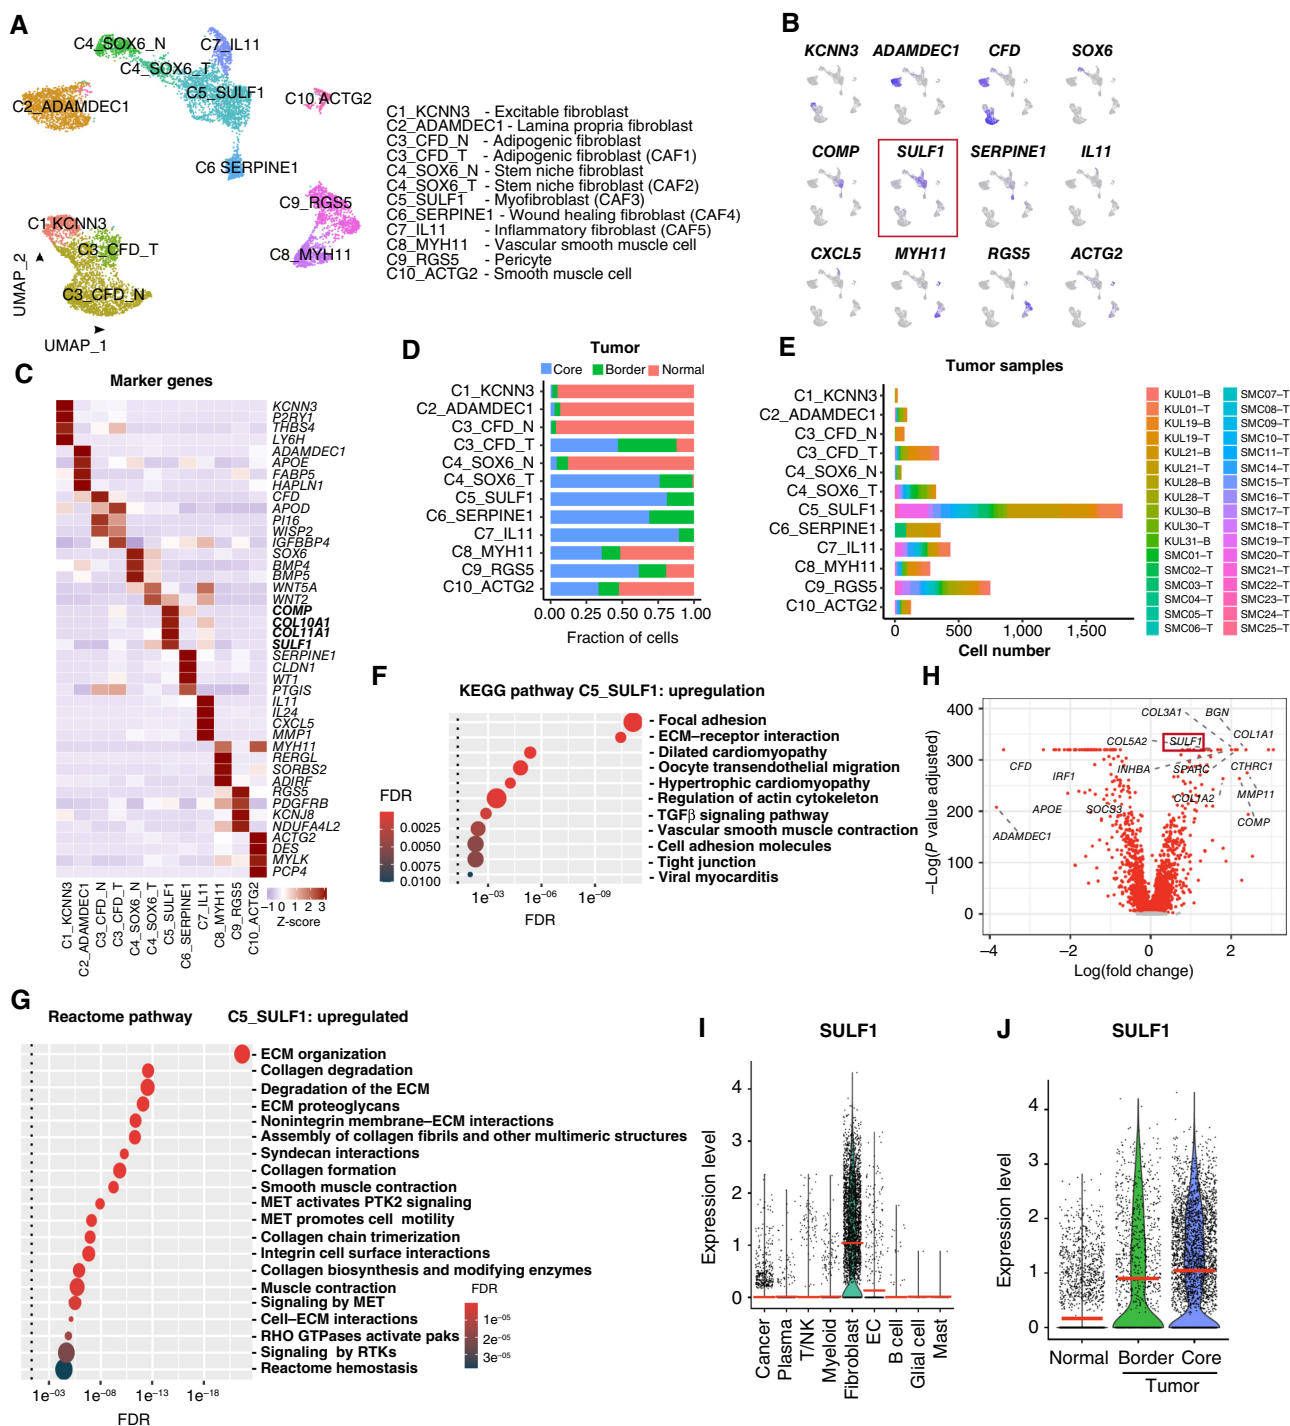 A
C4_SOX6_N
C7_IL11
C4_SOX6_T
C5_SULF1
C2_ADAMDEC1
C10 ACTG2
C6 SERPINE1
C9_RGS5
C1 KCNN3
C3_CFD_T
C8_MYH11
C3_CFD_N
UMAP_2
UMAP_1
C1_KCNN3 - Excitable fibroblast
C2_ADAMDEC1 - Lamina propria fibroblast
C3_CFD_N - Adipogenic fibroblast
C3_CFD_T - Adipogenic fibroblast (CAF1)
C4_SOX6_N - Stem niche fibroblast
C4_SOX6_T - Stem niche fibroblast (CAF2)
C5_SULF1 - Myofibroblast (CAF3)
C6_SERPINE1 - Wound healing fibroblast (CAF4)
C7_IL11 - Inflammatory fibroblast (CAF5)
C8_MYH11 - Vascular smooth muscle cell
C9_RGS5 - Pericyte
C10_ACTG2 - Smooth muscle cell
B
KCNN3 ADAMDEC1 CFD SOX6
COMP SULF1 SERPINE1 IL11
CXCL5 MYH11 RGS5 ACTG2
C
Marker genes
KCNN3
P2RY1
THBS4
LY6H
ADAMDEC1
APOE
FABP5
HAPLN1
CFD
APOD
PI16
WISP2
IGFBBP4
SOX6
BMP4
BMP5
WNT5A
WNT2
COMP
COL10A1
COL11A1
SULF1
SERPINE1
CLDN1
WT1
PTGIS
IL11
IL24
CXCL5
MMP1
MYH11
RERGL
SORBS2
ADIRF
RGS5
PDGFRB
KCNJ8
NDUFA4L2
ACTG2
DES
MYLK
PCP4
C1_KCNN3
C2_ADAMDEC1
C3_CFD_N
C3_CFD_T
C4_SOX6_N
C4_SOX6_T
C5_SULF1
C6_SERPINE1
C7_IL11
C8_MYH11
C9_RGS5
C10_ACTG2
−1 0 1 2 3
Z-score
D
Tumor
Core Border Normal
C1_KCNN3
C2_ADAMDEC1
C3_CFD_N
C3_CFD_T
C4_SOX6_N
C4_SOX6_T
C5_SULF1
C6_SERPINE1
C7_IL11
C8_MYH11
C9_RGS5
C10_ACTG2
0.00 0.25 0.50 0.75 1.00
Fraction of cells
E
Tumor samples
C1_KCNN3
C2_ADAMDEC1
C3_CFD_N
C3_CFD_T
C4_SOX6_N
C4_SOX6_T
C5_SULF1
C6_SERPINE1
C7_IL11
C8_MYH11
C9_RGS5
C10_ACTG2
0 500 1,000 1,500
Cell number
KUL01–B SMC07–T
KUL01–T SMC08–T
KUL19–B SMC09–T
KUL19–T SMC10–T
KUL21–B SMC11–T
KUL21–T SMC14–T
KUL28–B SMC15–T
KUL28–T SMC16–T
KUL30–B SMC17–T
KUL30–T SMC18–T
KUL31–B SMC19–T
SMC01–T SMC20–T
SMC02–T SMC21–T
SMC03–T SMC22–T
SMC04–T SMC23–T
SMC05–T SMC24–T
SMC06–T SMC25–T
F
KEGG pathway C5_SULF1: upregulation
- Focal adhesion
- ECM–receptor interaction
- Dilated cardiomyopathy
- Oocyte transendothelial migration
- Hypertrophic cardiomyopathy
- Regulation of actin cytokeleton
- TGFβ signaling pathway
- Vascular smooth muscle contraction
- Cell adhesion molecules
- Tight junction
- Viral myocarditis
FDR
0.0025
0.0050
0.0075
0.0100
1e−03 1e−06 1e−09
FDR
H
−Log(P value adjusted)
400
300
200
100
0
−4 −2 0 2
Log(fold change)
COL3A1 BGN
COL1A1
COL5A2 SULF1
CFD INHBA SPARC CTHRC1
IRF1
COL1A2 MMP11
APOE SOCS3
COMP
ADAMDEC1
G
Reactome pathway C5_SULF1: upregulated
- ECM organization
- Collagen degradation
- Degradation of the ECM
- ECM proteoglycans
- Nonintegrin membrane–ECM interactions
- Assembly of collagen fibrils and other multimeric structures
- Syndecan interactions
- Collagen formation
- Smooth muscle contraction
- MET activates PTK2 signaling
- MET promotes cell motility
- Collagen chain trimerization
- Integrin cell surface interactions
- Collagen biosynthesis and modifying enzymes
- Muscle contraction
- Signaling by MET
- Cell–ECM interactions
- RHO GTPases activate paks
- Signaling by RTKs
- Reactome hemostasis
FDR
1e−05
2e−05
3e−05
1e−03 1e−08 1e−13 1e−18
FDR
I
SULF1
Expression level
4
3
2
1
0
Cancer
Plasma
T/NK
Myeloid
Fibroblast
EC
B cell
Glial cell
Mast
J
SULF1
Expression level
4
3
2
1
0
Normal Border Core
Tumor